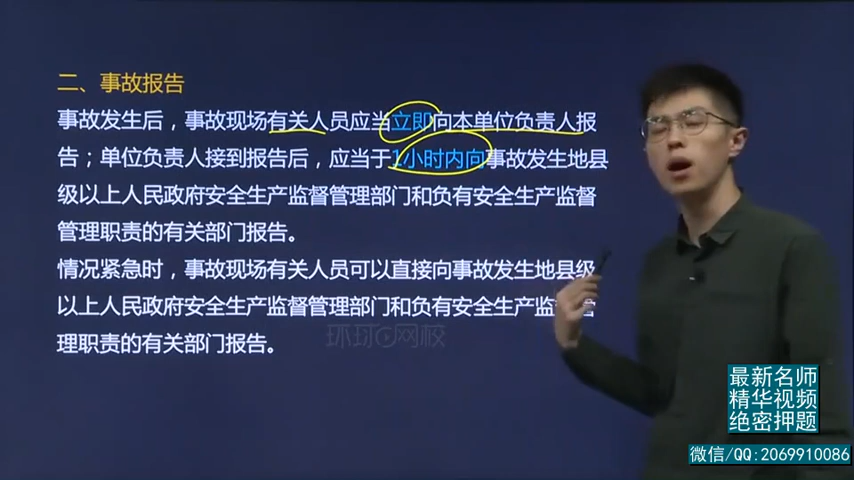 二、事故报告
事故发生后，事故现场有关人员应当立即向本单位负责人报
告；单位负责人接到报告后，应当于1小时内向事故发生地县
级以上人民政府安全生产监督管理部门和负有安全生产监督
管理职责的有关部门报告。
情况紧急时，事故现场有关人员可以直接向事故发生地县级
以上人民政府安全生产监督管理部门和负有安全生产监督管
理职责的有关部门报告。
环球网校
最新名师
精华视频
绝密押题
微信/QQ:2069910086